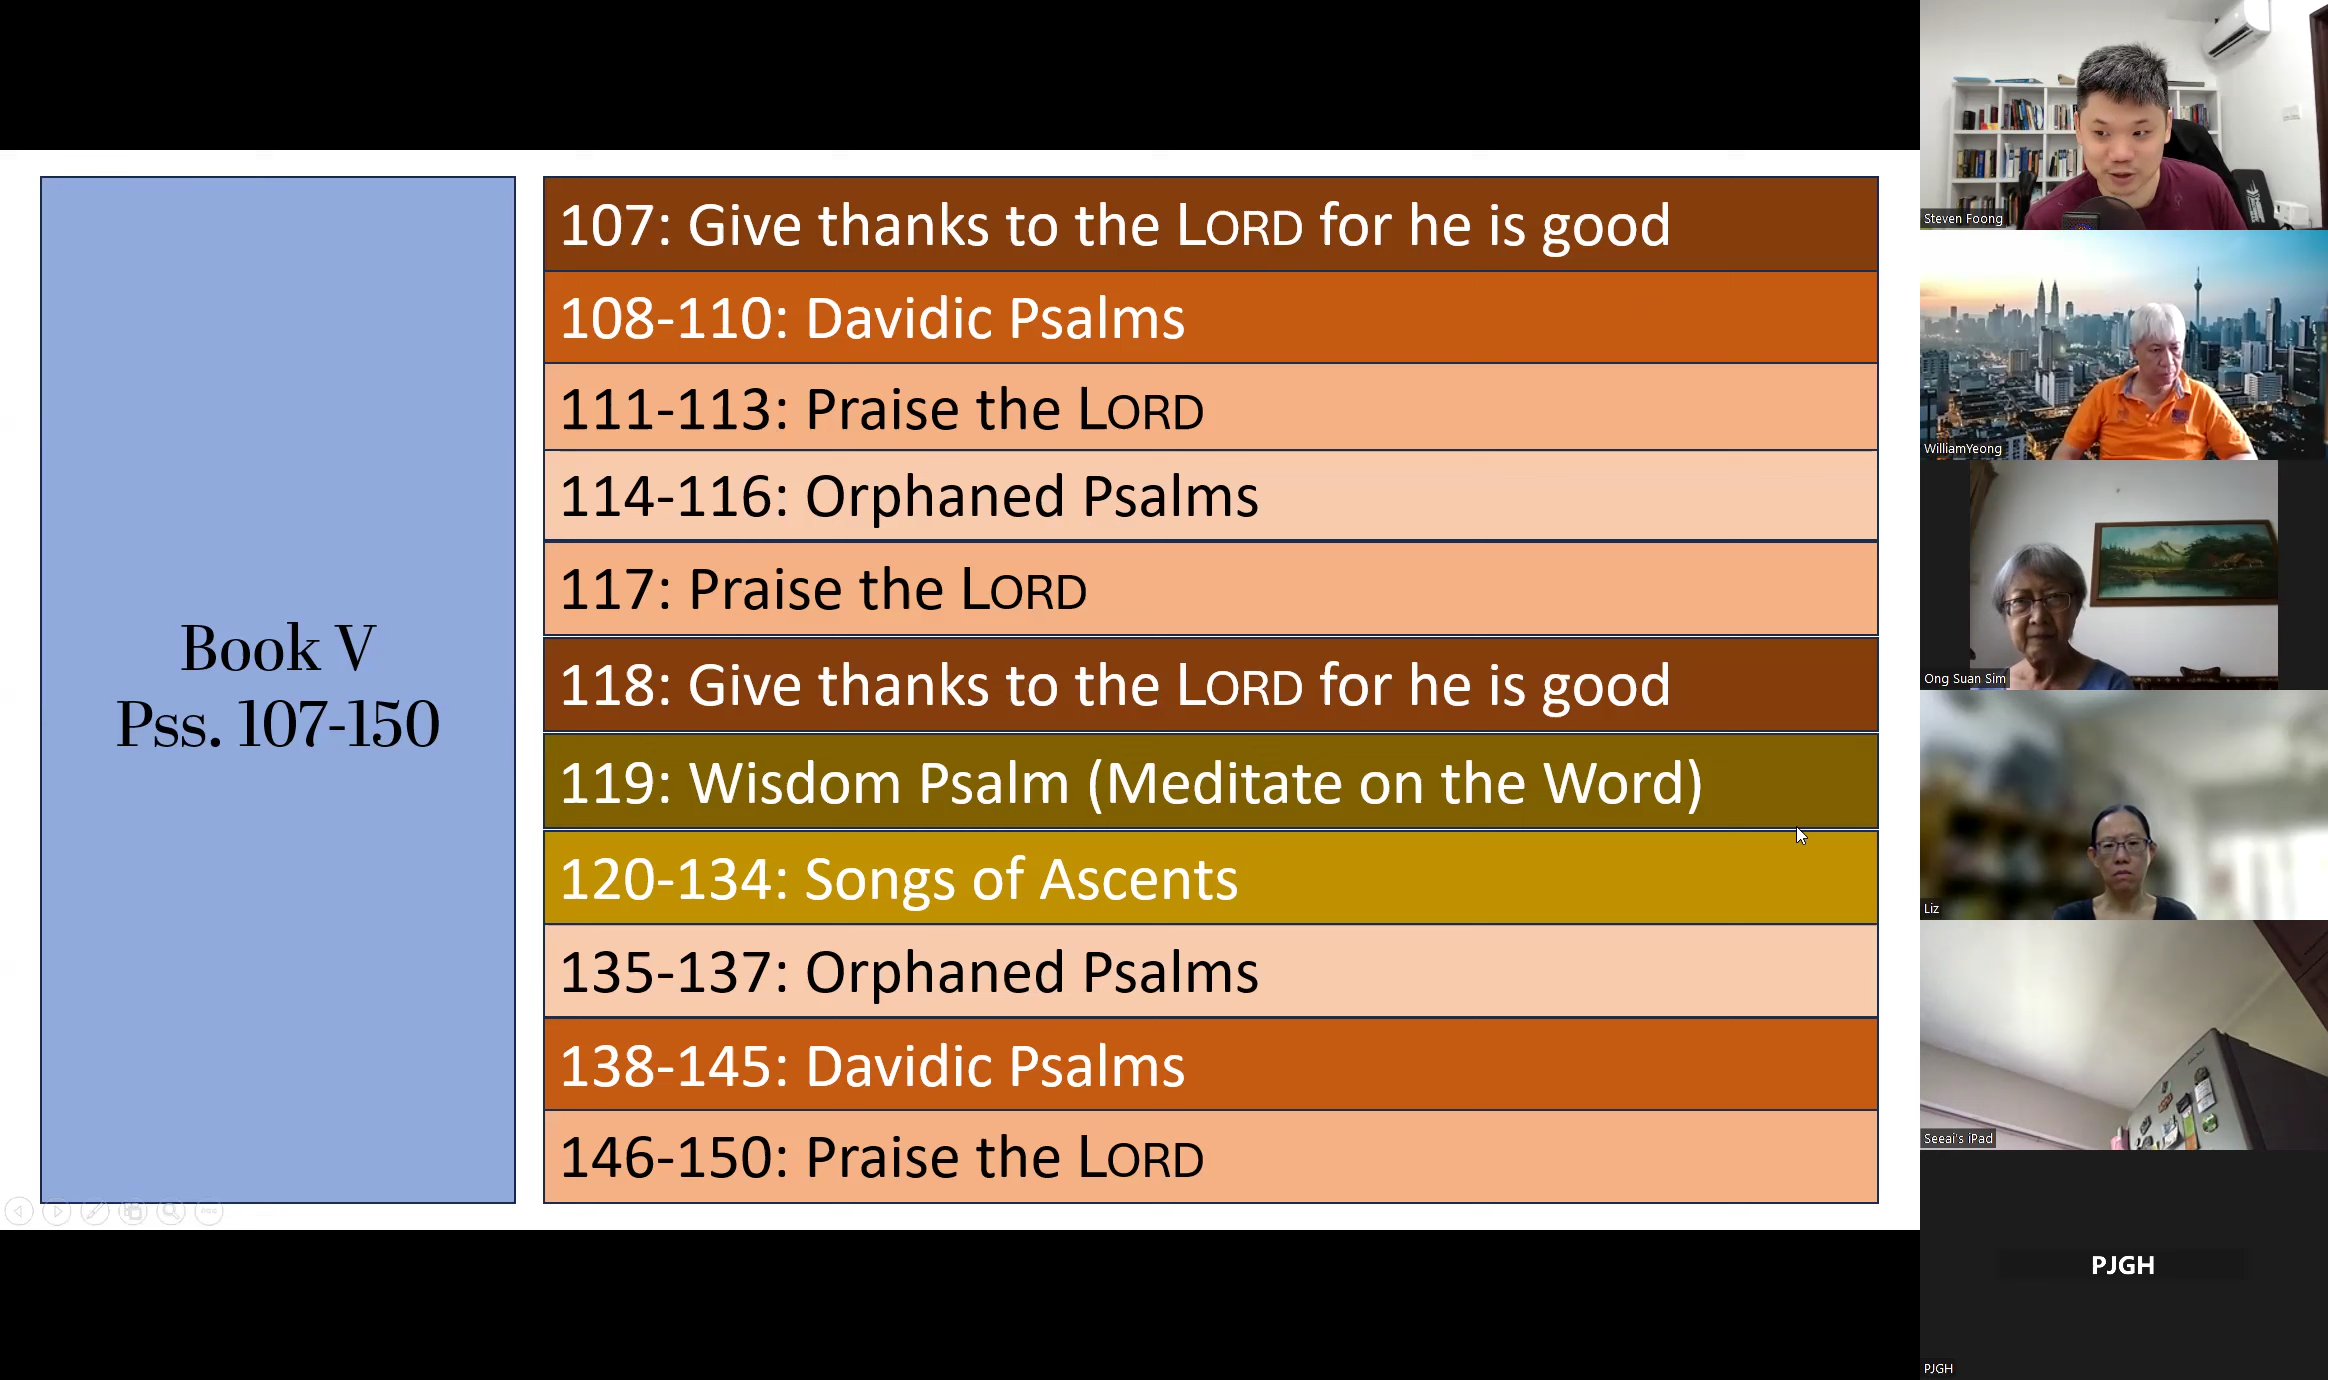 Book V
Pss. 107-150
107: Give thanks to the LORD for he is good
108-110: Davidic Psalms
111-113: Praise the LORD
114-116: Orphaned Psalms
117: Praise the LORD
118: Give thanks to the LORD for he is good
119: Wisdom Psalm (Meditate on the Word)
120-134: Songs of Ascents
135-137: Orphaned Psalms
138-145: Davidic Psalms
146-150: Praise the LORD
Steven Foong
WilliamYeong
Ong Suan Sim
Liz
Seeai's iPad
PJGH
PJGH